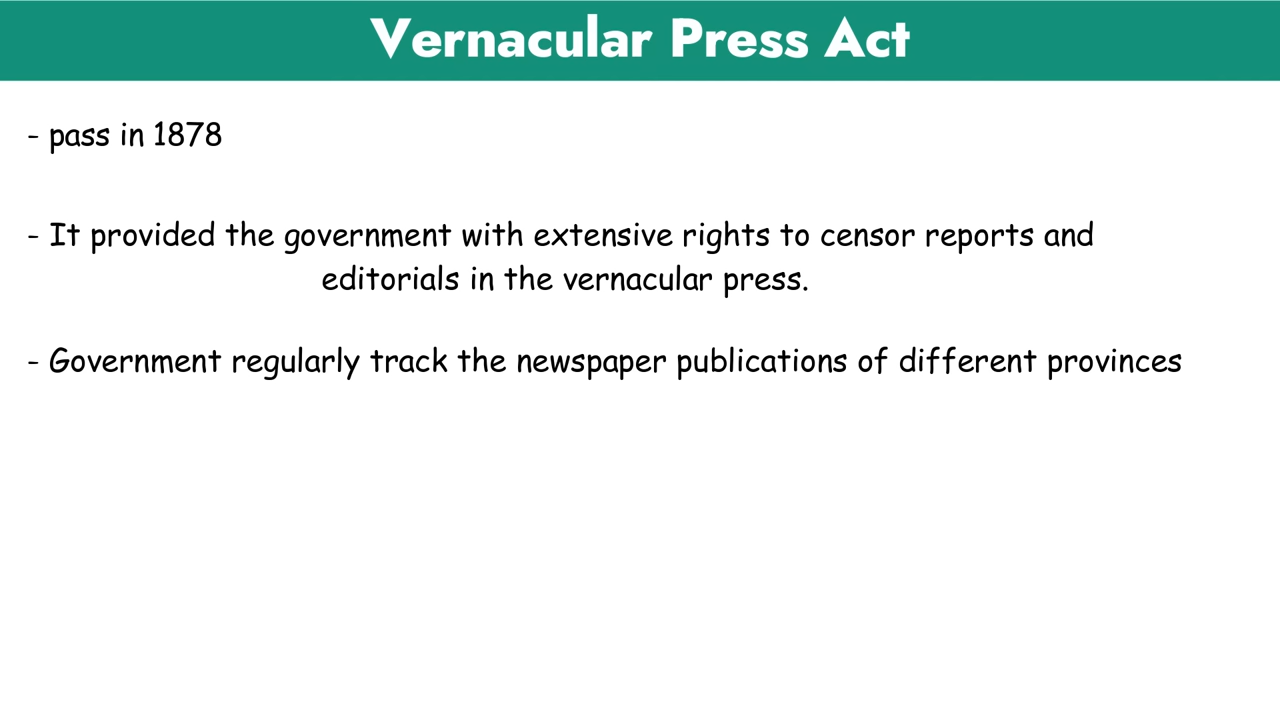 Vernacular Press Act
- pass in 1878
- It provided the government with extensive rights to censor reports and
editorials in the vernacular press.
- Government regularly track the newspaper publications of different provinces